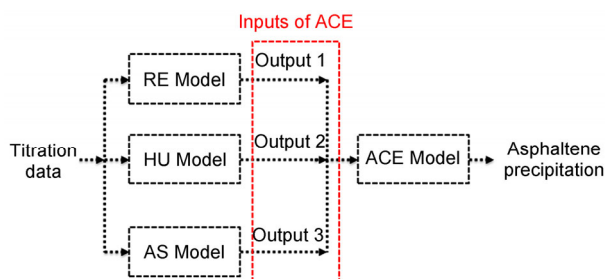 Inputs of ACE
Output 1
RE Model
Titration
data
HU Model
Output 2
ACE Model
Asphaltene
precipitation
AS Model
Output 3